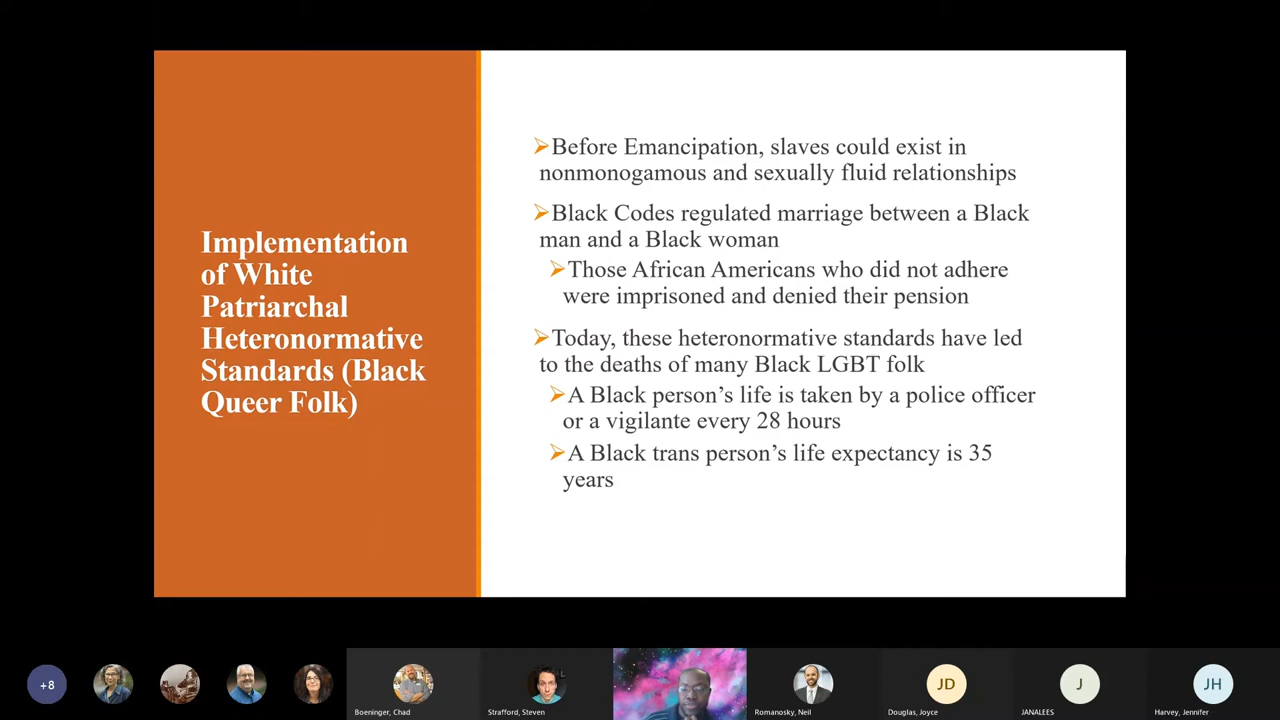 Implementation
of White
Patriarchal
Heteronormative
Standards (Black
Queer Folk)
Before Emancipation, slaves could exist in
nonmonogamous and sexually fluid relationships
Black Codes regulated marriage between a Black
man and a Black woman
Those African Americans who did not adhere
were imprisoned and denied their pension
Today, these heteronormative standards have led
to the deaths of many Black LGBT folk
A Black person’s life is taken by a police officer
or a vigilante every 28 hours
A Black trans person’s life expectancy is 35
years
+8
JD
J
JH
Boeninger, Chad
Strafford, Steven
Romanosky, Neil
Douglas, Joyce
JANALEES
Harvey, Jennifer